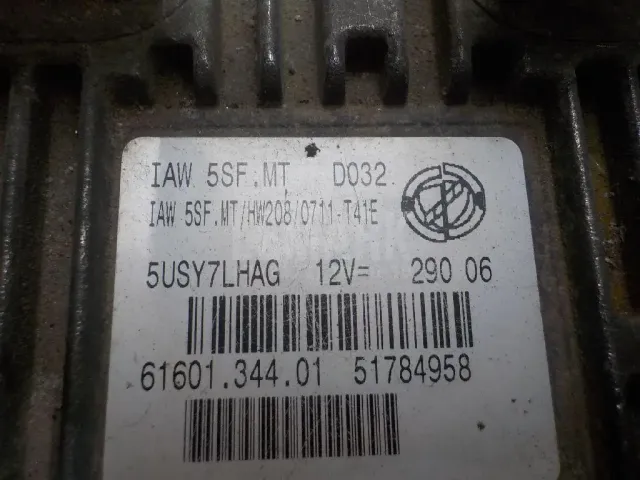 IAW 5SF.MT D032
IAW 5SF.MT/HW208/0711-T41E
5USY7LHAG 12V= 290 06
61601.344.01 51784958